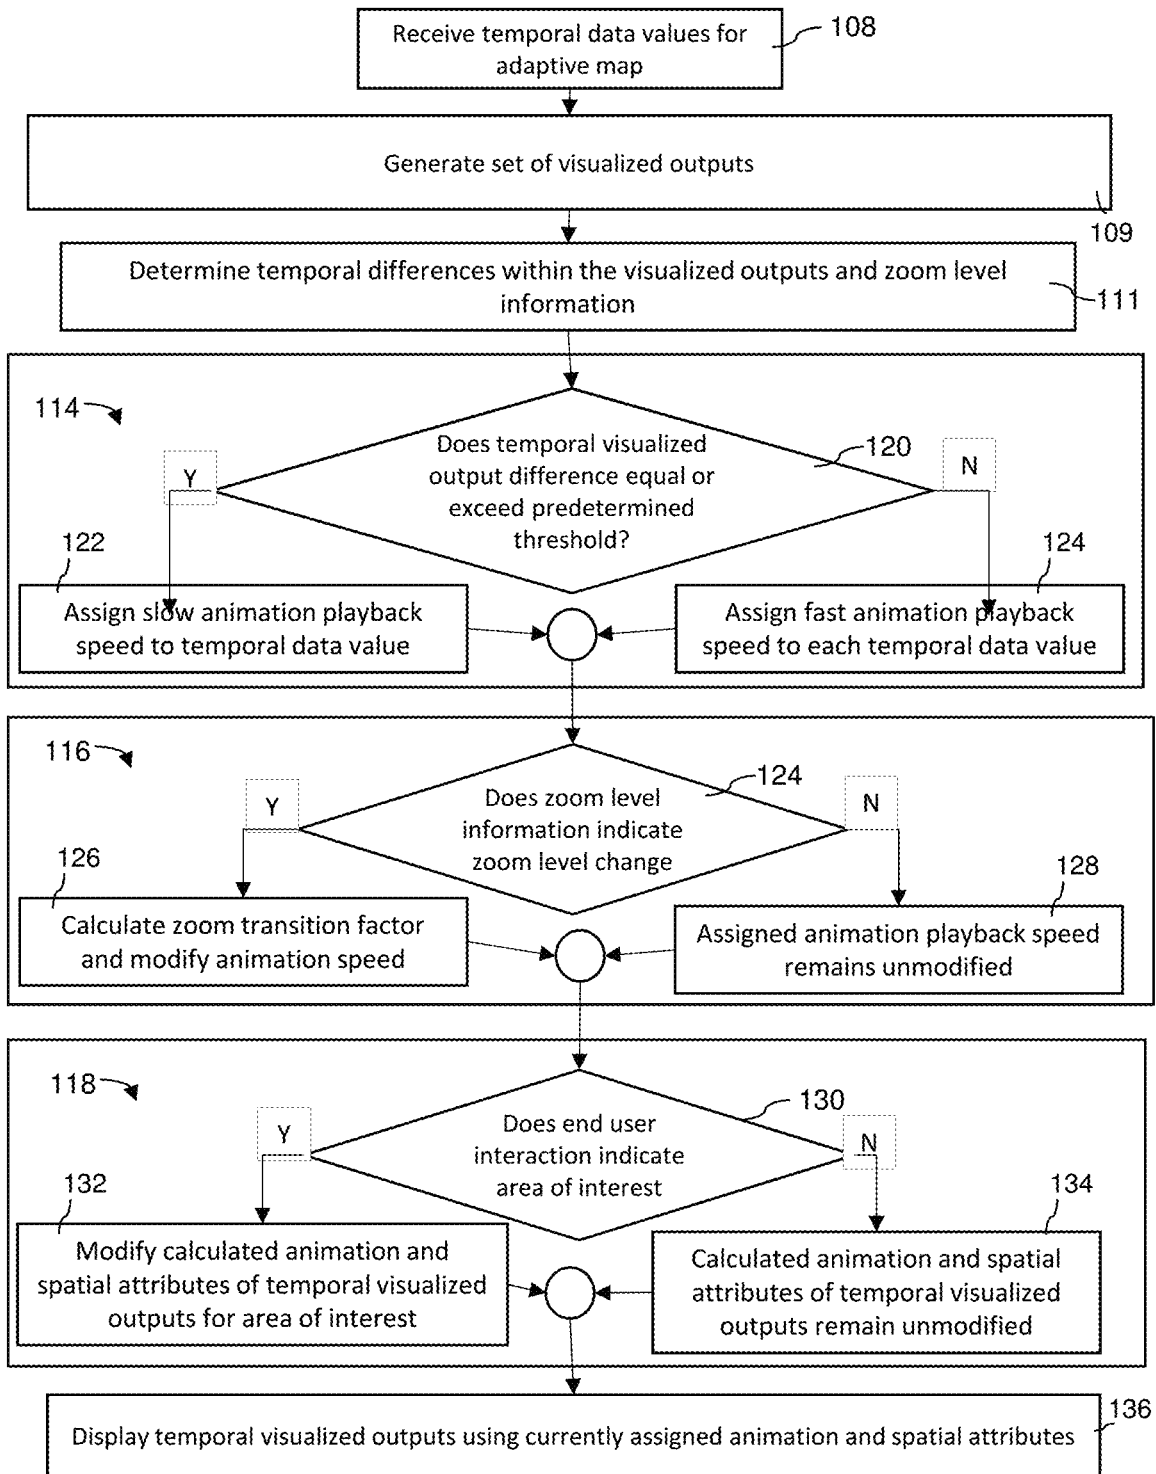 Receive temporal data values for
adaptive map
108
Generate set of visualized outputs
109
Determine temporal differences within the visualized outputs and zoom level
information
111
114
Does temporal visualized
output difference equal or
exceed predetermined
threshold?
120
Y
N
122
Assign slow animation playback
speed to temporal data value
124
Assign fast animation playback
speed to each temporal data value
116
Does zoom level
information indicate
zoom level change
124
Y
N
126
Calculate zoom transition factor
and modify animation speed
128
Assigned animation playback speed
remains unmodified
118
Does end user
interaction indicate
area of interest
130
Y
N
132
Modify calculated animation and
spatial attributes of temporal visualized
outputs for area of interest
134
Calculated animation and spatial
attributes of temporal visualized
outputs remain unmodified
136
Display temporal visualized outputs using currently assigned animation and spatial attributes